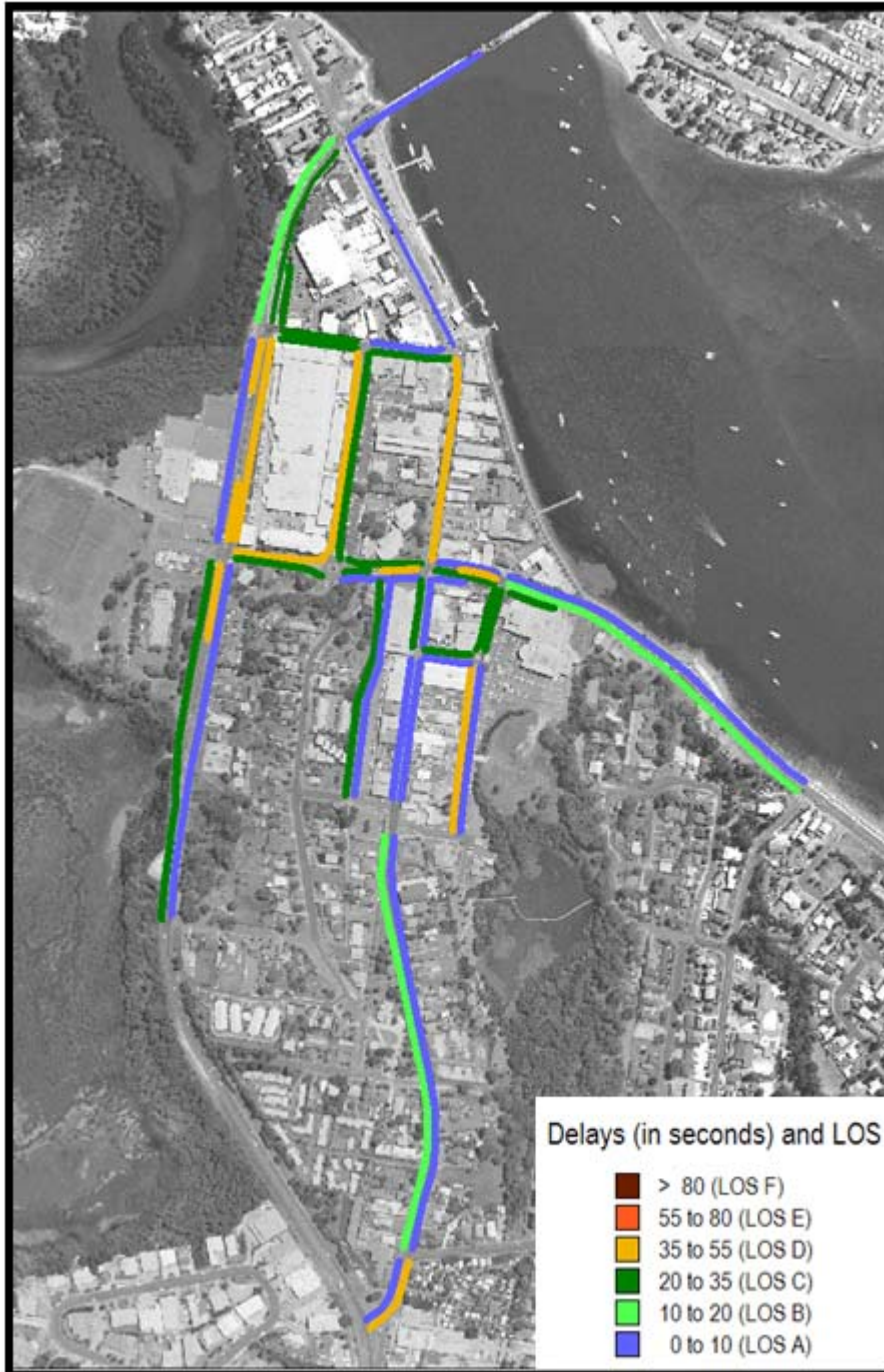 Delays (in seconds) and LOS
> 80 (LOS F)
55 to 80 (LOS E)
35 to 55 (LOS D)
20 to 35 (LOS C)
10 to 20 (LOS B)
0 to 10 (LOS A)